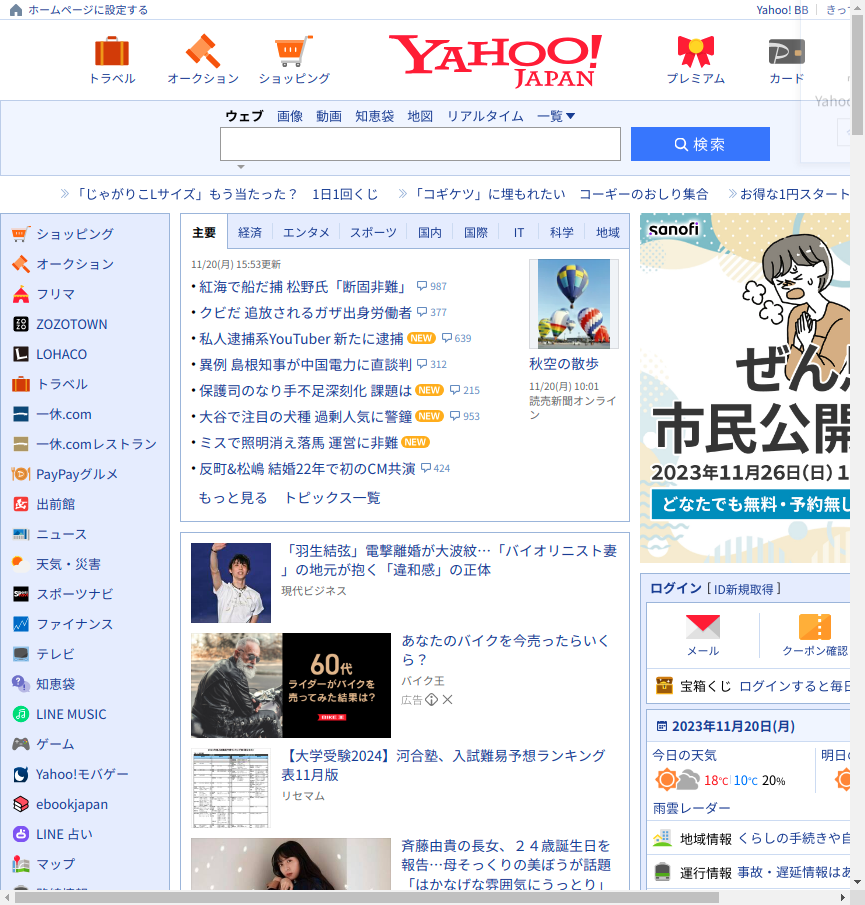 ホームページに設定する
Yahoo! BB
きっ
トラベル
オークション
ショッピング
YAHOO!
JAPAN
プレミアム
カード
Yahoo
ウェブ 画像 動画 知恵袋 地図 リアルタイム 一覧
検索
「じゃがりこLサイズ」もう当たった？ 1日1回くじ
「コギケツ」に埋もれたい コーギーのおしり集合
お得な1円スタート
ショッピング
オークション
フリマ
ZOZOTOWN
LOHACO
トラベル
一休.com
一休.comレストラン
PayPayグルメ
出前館
ニュース
天気・災害
スポーツナビ
ファイナンス
テレビ
知恵袋
LINE MUSIC
ゲーム
Yahoo!モバゲー
ebookjapan
LINE 占い
マップ
主要 経済 エンタメ スポーツ 国内 国際 IT 科学 地域
11/20(月) 15:53更新
紅海で船だ捕 松野氏「断固非難」 987
クビだ 追放されるガザ出身労働者 377
私人逮捕系YouTuber 新たに逮捕 NEW 639
異例 島根知事が中国電力に直談判 312
保護司のなり手不足深刻化 課題は NEW 215
大谷で注目の犬種 過剰人気に警鐘 NEW 953
ミスで照明消え落馬 運営に非難 NEW
反町&松嶋 結婚22年で初のCM共演 424
もっと見る トピックス一覧
秋空の散歩
11/20(月) 10:01
読売新聞オンライ
ン
「羽生結弦」電撃離婚が大波紋…「バイオリニスト妻
」の地元が抱く「違和感」の正体
現代ビジネス
60代
ライダーがバイクを
売ってみた結果は?
あなたのバイクを今売ったらいく
ら？
バイク王
広告
【大学受験2024】河合塾、入試難易予想ランキング
表11月版
リセマム
斉藤由貴の長女、２４歳誕生日を
報告…母そっくりの美ぼうが話題
「はかなげな雰囲気にうっとり」
sanofi
ぜん
市民公開
2023年11月26日(日) 1
どなたでも無料・予約無し
ログイン [ ID新規取得 ]
メール
クーポン確認
宝箱くじ ログインすると毎日
2023年11月20日(月)
今日の天気
明日の
18℃ 10℃ 20%
雨雲レーダー
地域情報 くらしの手続きや自
運行情報 事故・遅延情報はあ